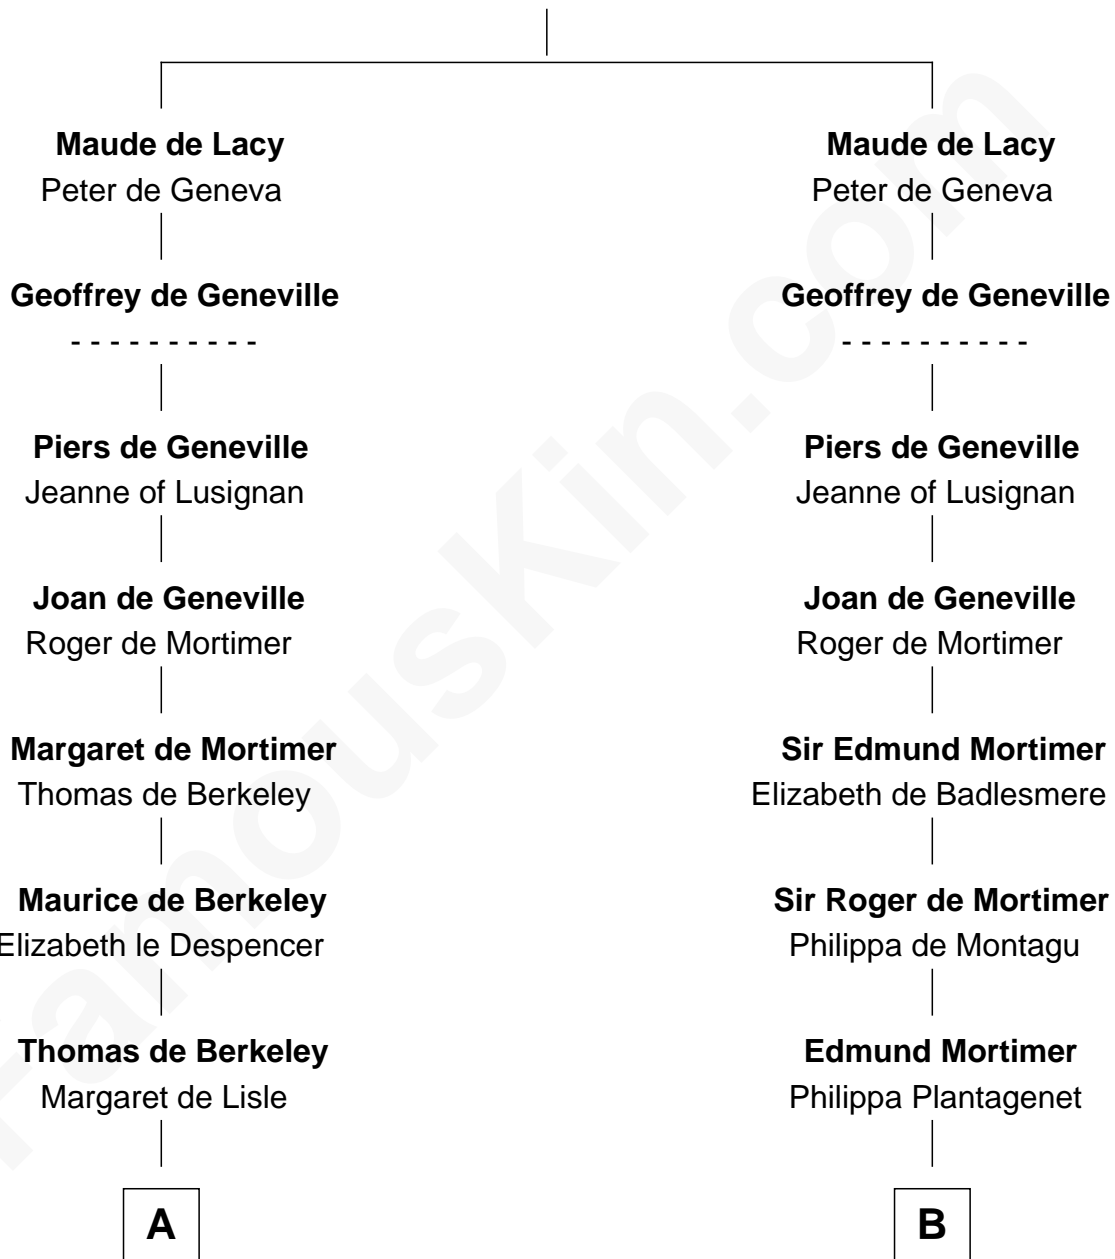 Maude de Lacy
Peter de Geneva
Geoffrey de Geneville
- - - - - - - - - -
Piers de Geneville
Jeanne of Lusignan
Joan de Geneville
Roger de Mortimer
Margaret de Mortimer
Thomas de Berkeley
Maurice de Berkeley
Elizabeth le Despencer
Thomas de Berkeley
Margaret de Lisle
A
Maude de Lacy
Peter de Geneva
Geoffrey de Geneville
- - - - - - - - - -
Piers de Geneville
Jeanne of Lusignan
Joan de Geneville
Roger de Mortimer
Sir Edmund Mortimer
Elizabeth de Badlesmere
Sir Roger de Mortimer
Philippa de Montagu
Edmund Mortimer
Philippa Plantagenet
B
FamousKin.com